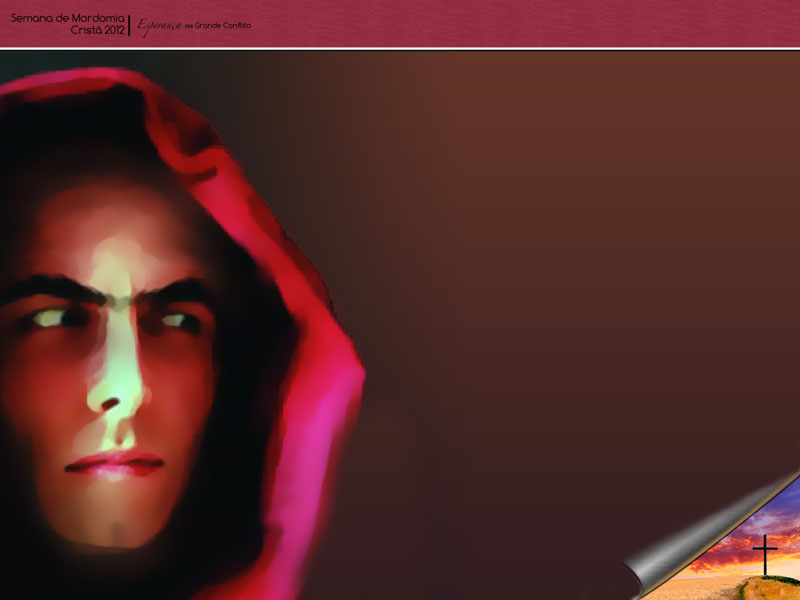 Semana de Mordomia
Cristã 2012
Esperança no Grande Conflito